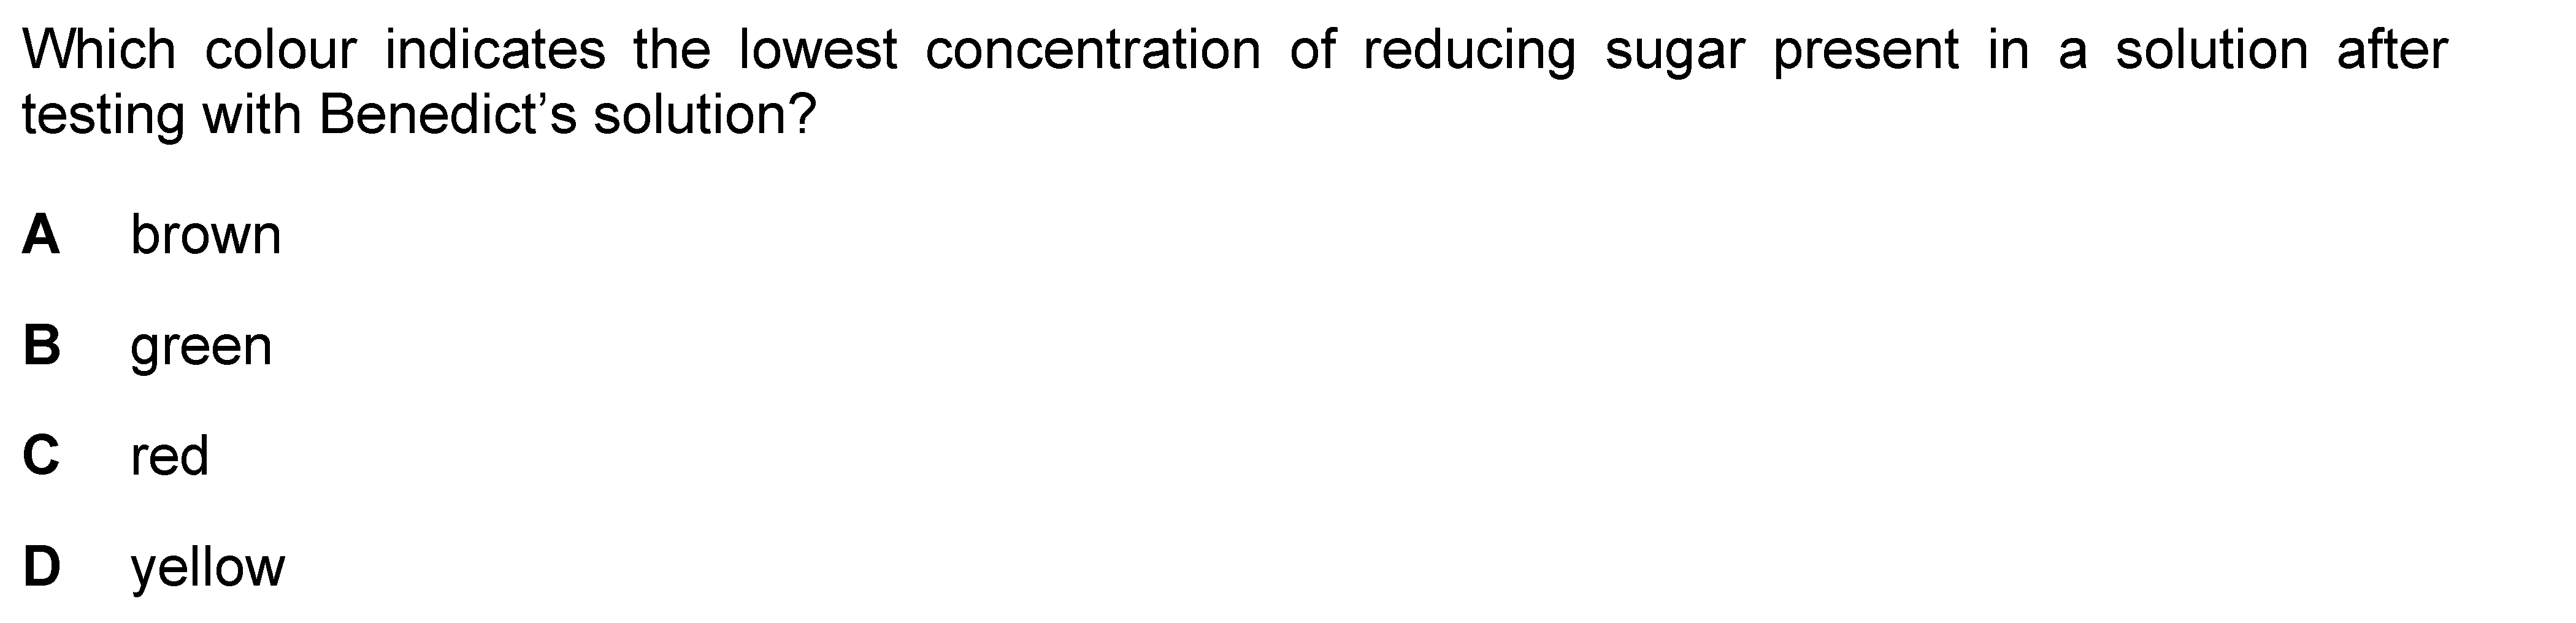 Which colour indicates the lowest concentration of reducing sugar present in a solution after
testing with Benedict’s solution?
A brown
B green
C red
D yellow